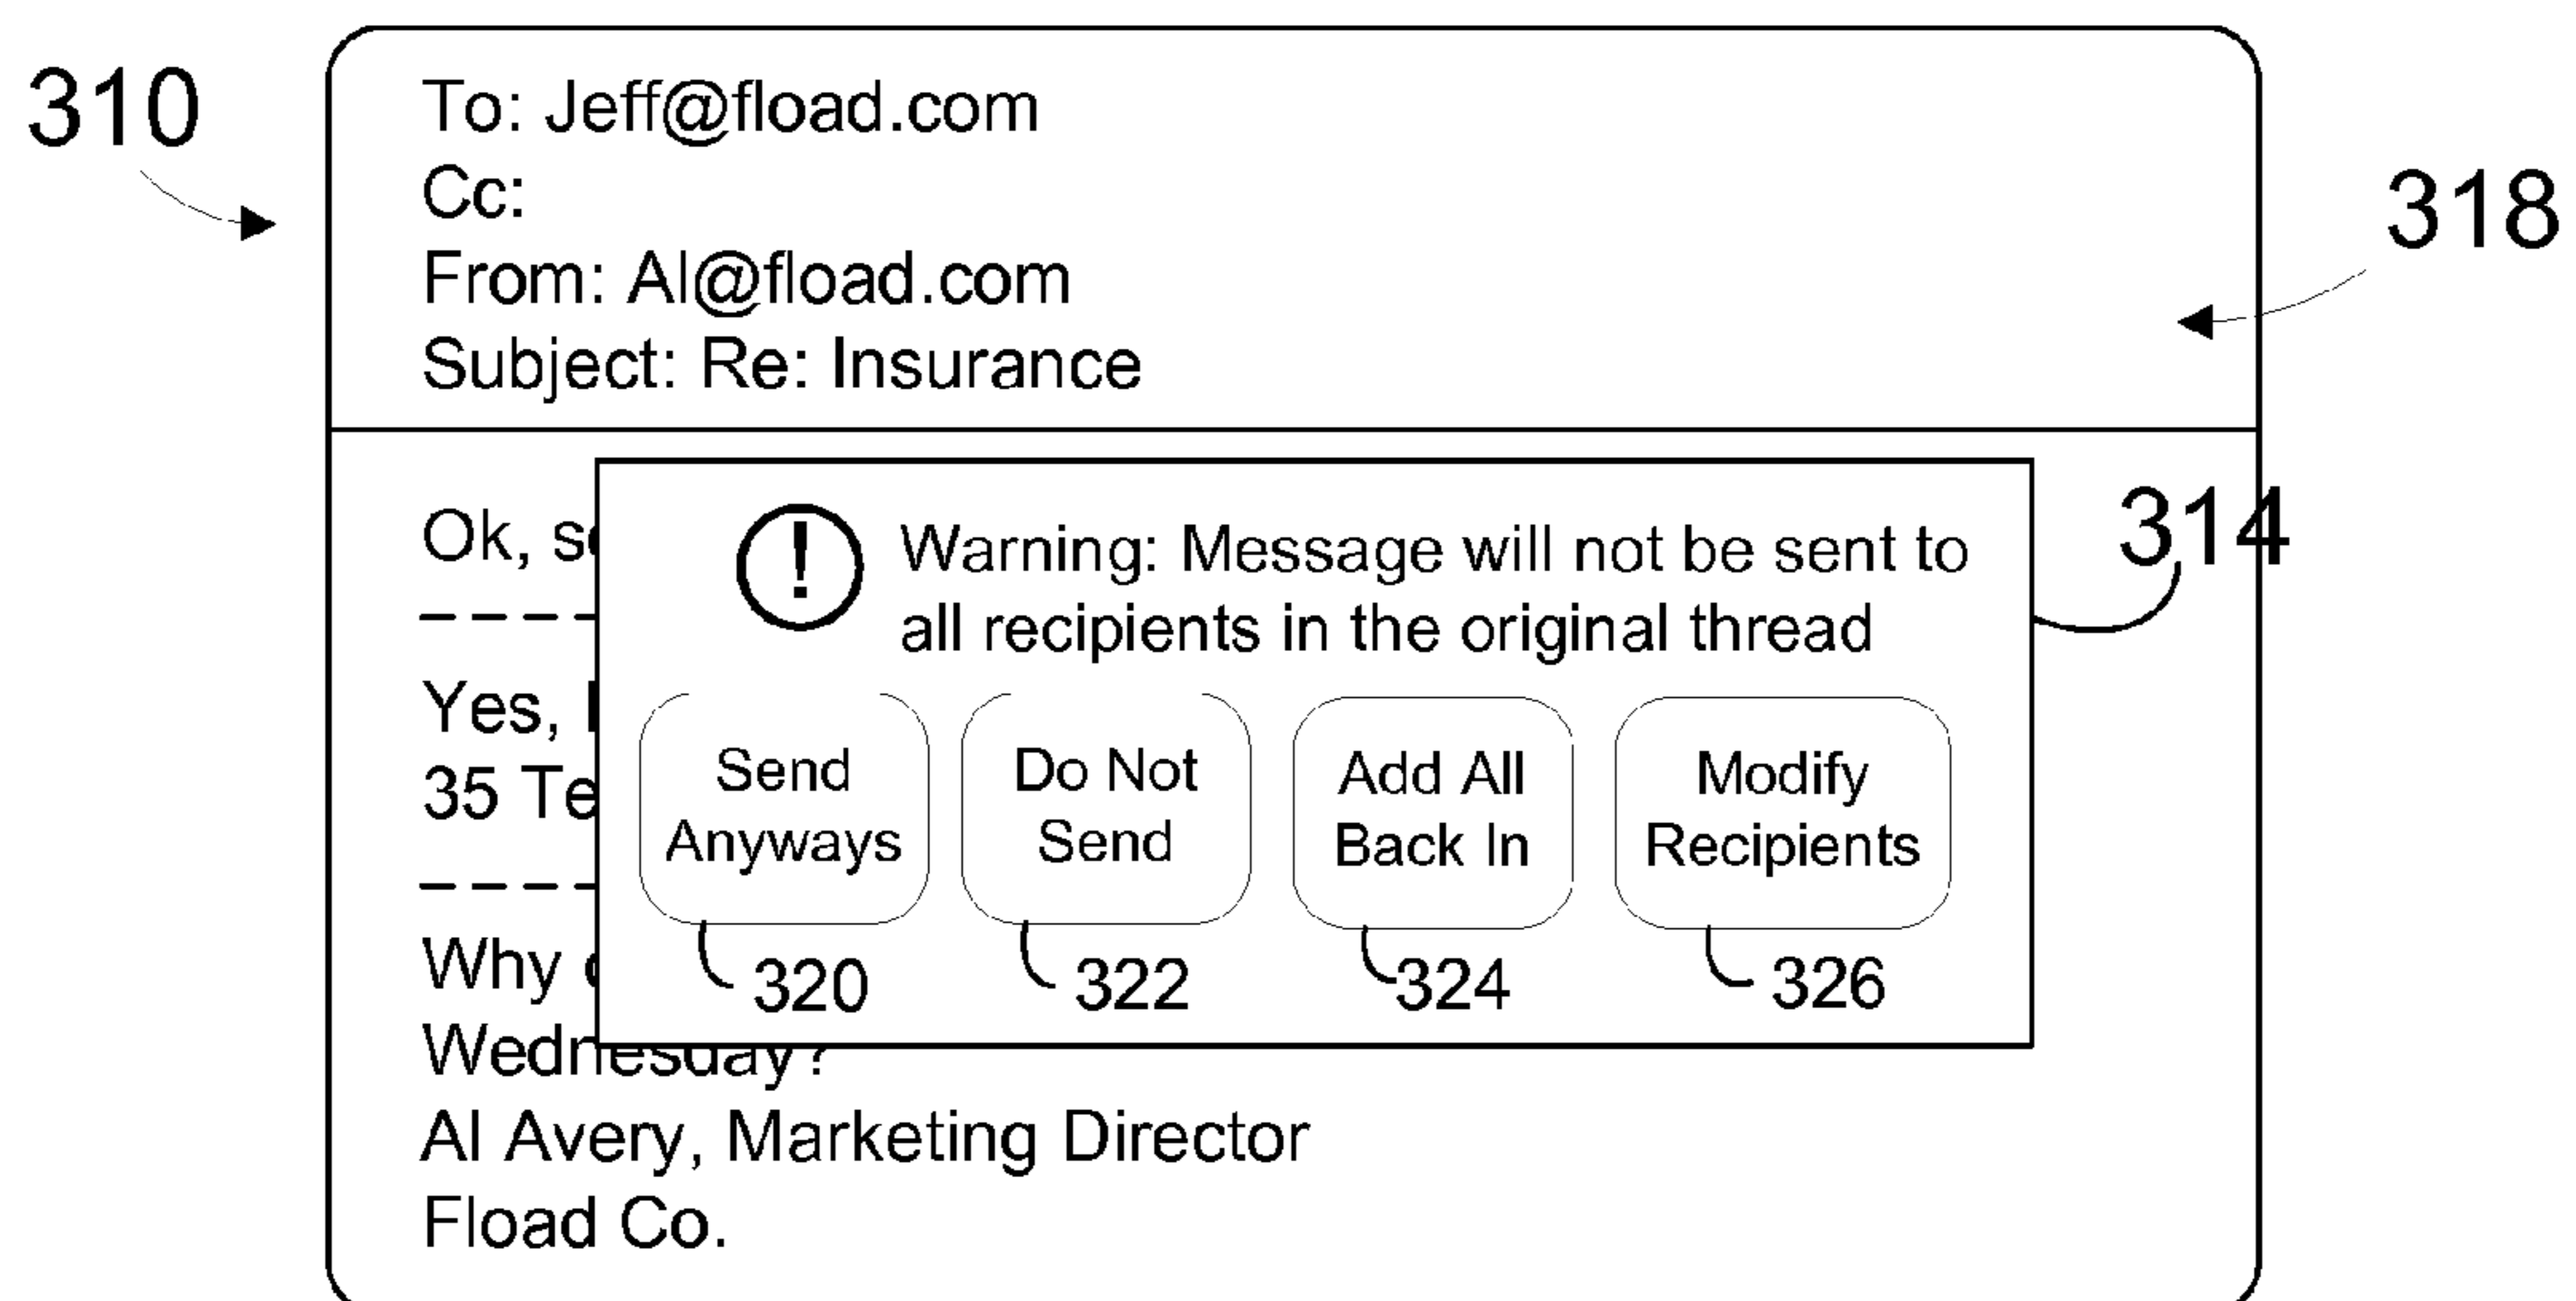 310
To: Jeff@fload.com
Cc:
318
From: Al@fload.com
Subject: Re: Insurance
314
Ok,
Warning: Message will not be sent to
all recipients in the original thread
Yes,
35
Send
Anyways
Do Not
Send
Add All
Back In
Modify
Recipients
320
322
324
326
Why
Wednesday?
Al Avery, Marketing Director
Fload Co.